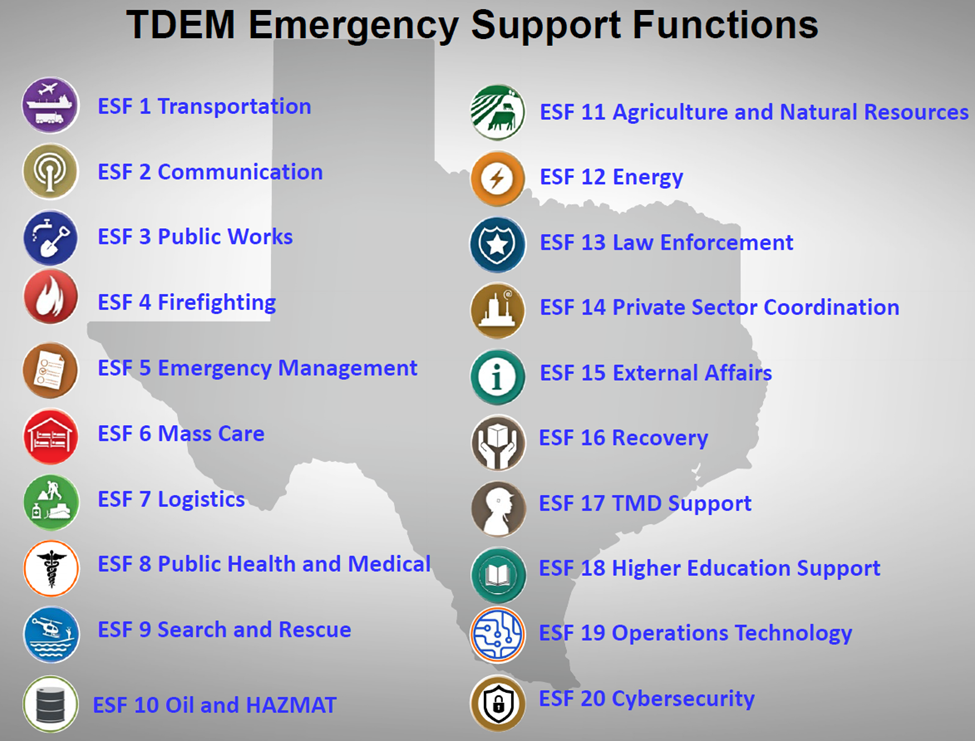 TDEM Emergency Support Functions
ESF 1 Transportation
ESF 2 Communication
ESF 3 Public Works
ESF 4 Firefighting
ESF 5 Emergency Management
ESF 6 Mass Care
ESF 7 Logistics
ESF 8 Public Health and Medical
ESF 9 Search and Rescue
ESF 10 Oil and HAZMAT
ESF 11 Agriculture and Natural Resources
ESF 12 Energy
ESF 13 Law Enforcement
ESF 14 Private Sector Coordination
ESF 15 External Affairs
ESF 16 Recovery
ESF 17 TMD Support
ESF 18 Higher Education Support
ESF 19 Operations Technology
ESF 20 Cybersecurity